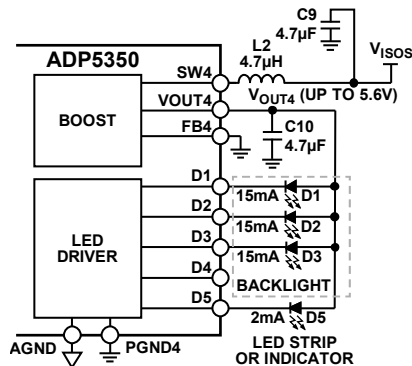 C9
4.7µF
L2
4.7µH
VISOS
ADP5350
SW4
VOUT4
VOUT4 (UP TO 5.6V)
BOOST
FB4
C10
4.7µF
D1
15mA D1
D2
15mA D2
LED
DRIVER
D3
15mA D3
D4
BACKLIGHT
D5
2mA D5
AGND
PGND4
LED STRIP
OR INDICATOR